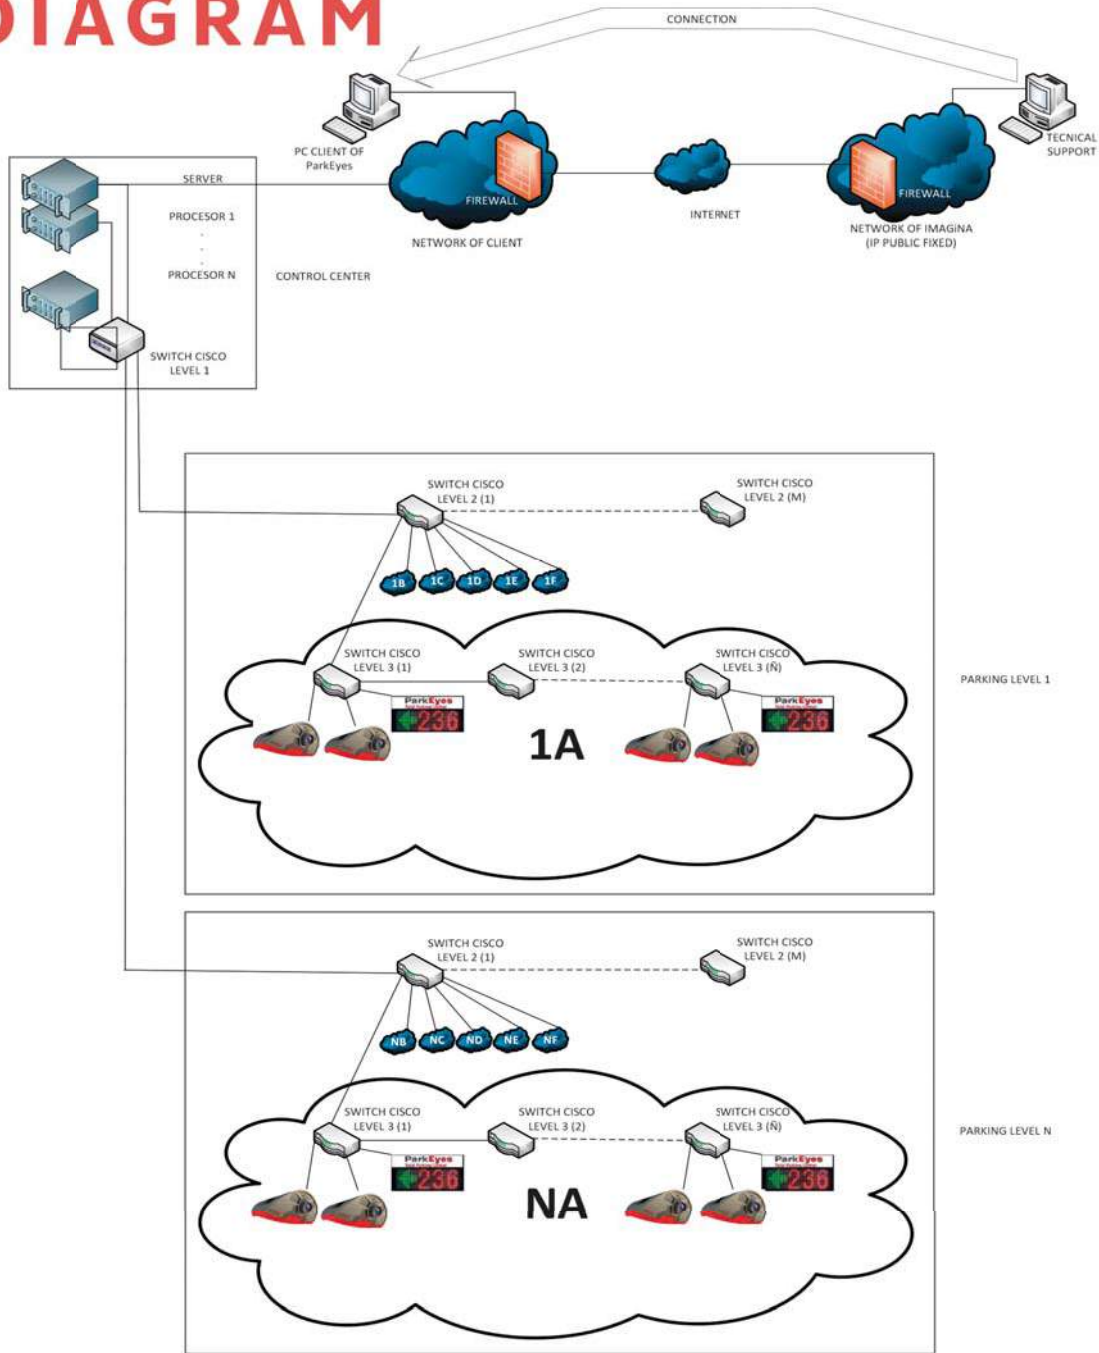 DIAGRAM
CONNECTION
PC CLIENT OF
ParkEyes
TECNICAL
SUPPORT
FIREWALL
NETWORK OF CLIENT
INTERNET
FIREWALL
NETWORK OF IMAGiNA
(IP PUBLIC FIXED)
SERVER
PROCESOR 1
.
.
.
PROCESOR N
CONTROL CENTER
SWITCH CISCO
LEVEL 1
SWITCH CISCO
LEVEL 2 (1)
SWITCH CISCO
LEVEL 2 (M)
1B 1C 1D 1E 1F
SWITCH CISCO
LEVEL 3 (1)
SWITCH CISCO
LEVEL 3 (2)
SWITCH CISCO
LEVEL 3 (Ñ)
ParkEyes
236
ParkEyes
236
1A
PARKING LEVEL 1
SWITCH CISCO
LEVEL 2 (1)
SWITCH CISCO
LEVEL 2 (M)
NB NC ND NE NF
SWITCH CISCO
LEVEL 3 (1)
SWITCH CISCO
LEVEL 3 (2)
SWITCH CISCO
LEVEL 3 (Ñ)
ParkEyes
236
ParkEyes
236
NA
PARKING LEVEL N